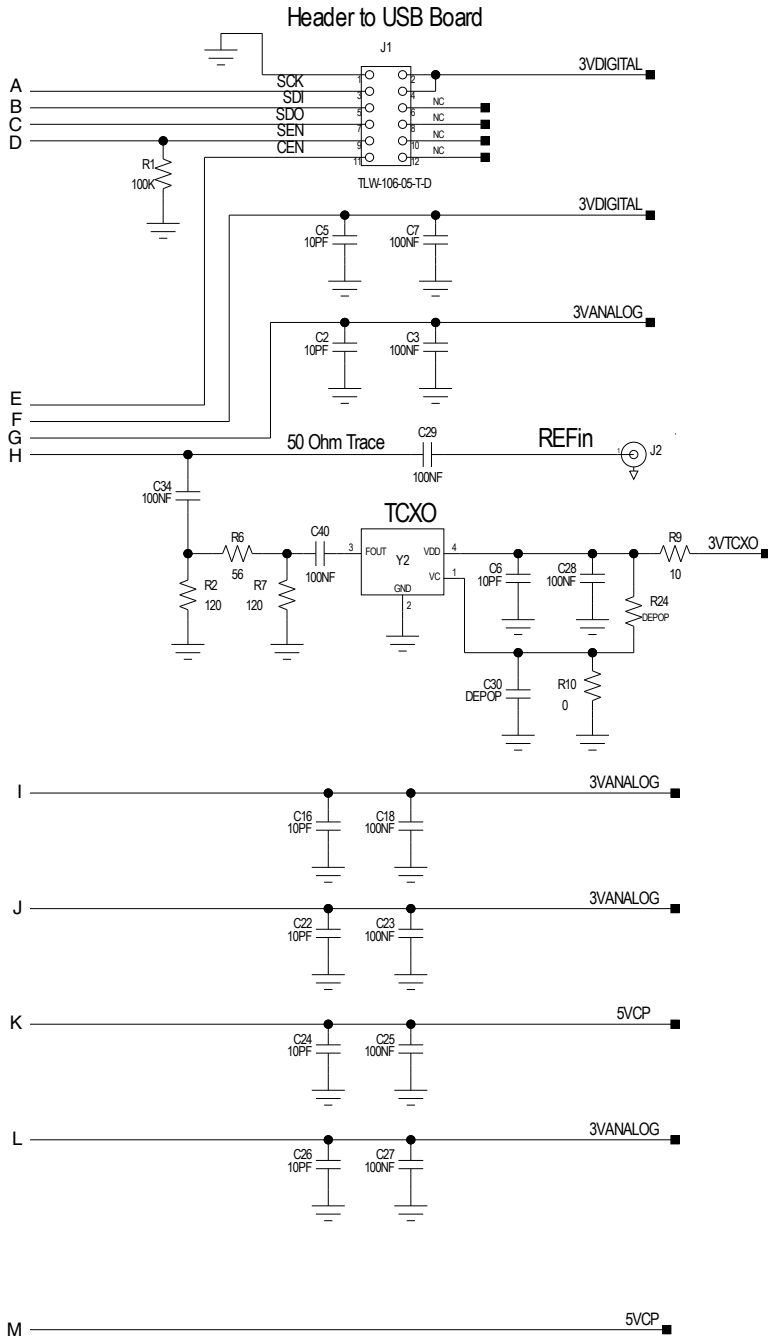 Header to USB Board
J1
3VDIGITAL
A SCK 1 2
B SDI 3 4 NC
C SDO 5 6 NC
D SEN 7 8 NC
CEN 9 10
11 12
R1
100K
TLW-106-05-T-D
3VDIGITAL
C5
10PF
C7
100NF
3VANALOG
C2
10PF
C3
100NF
E
F
G
H
50 Ohm Trace
C29
100NF
REFin
1
J2
C34
100NF
TCXO
R6
56
C40
100NF
3 FOUT
Y2
VDD 4
VC 1
GND
2
R2
120
R7
120
C6
10PF
C28
100NF
R9
10
3VTCXO
R24
DEPOP
C30
DEPOP
R10
0
I
3VANALOG
C16
10PF
C18
100NF
J
3VANALOG
C22
10PF
C23
100NF
K
5VCP
C24
10PF
C25
100NF
L
3VANALOG
C26
10PF
C27
100NF
M
5VCP